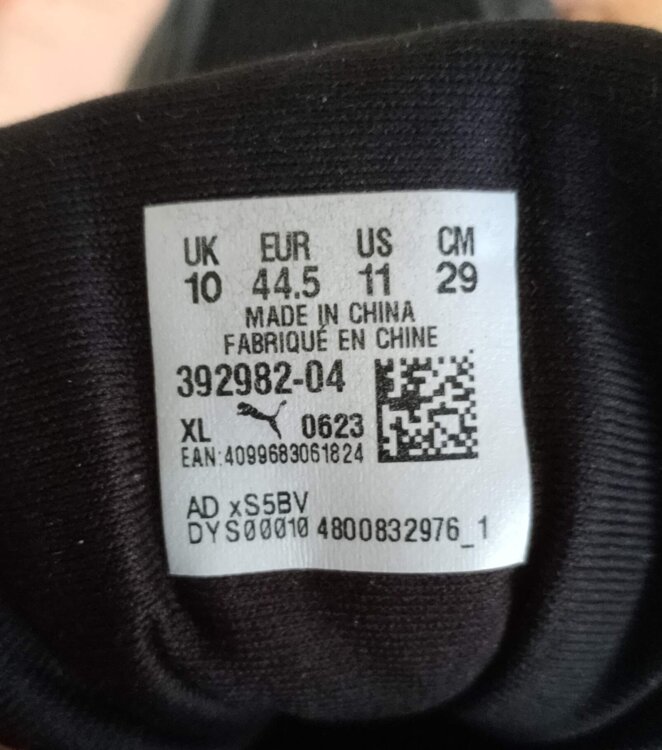 UK EUR US CM
10 44.5 11 29
MADE IN CHINA
FABRIQUÉ EN CHINE
392982-04
XL 0623
EAN:4099683061824
AD xS5BV
DYS00010 4800832976_1